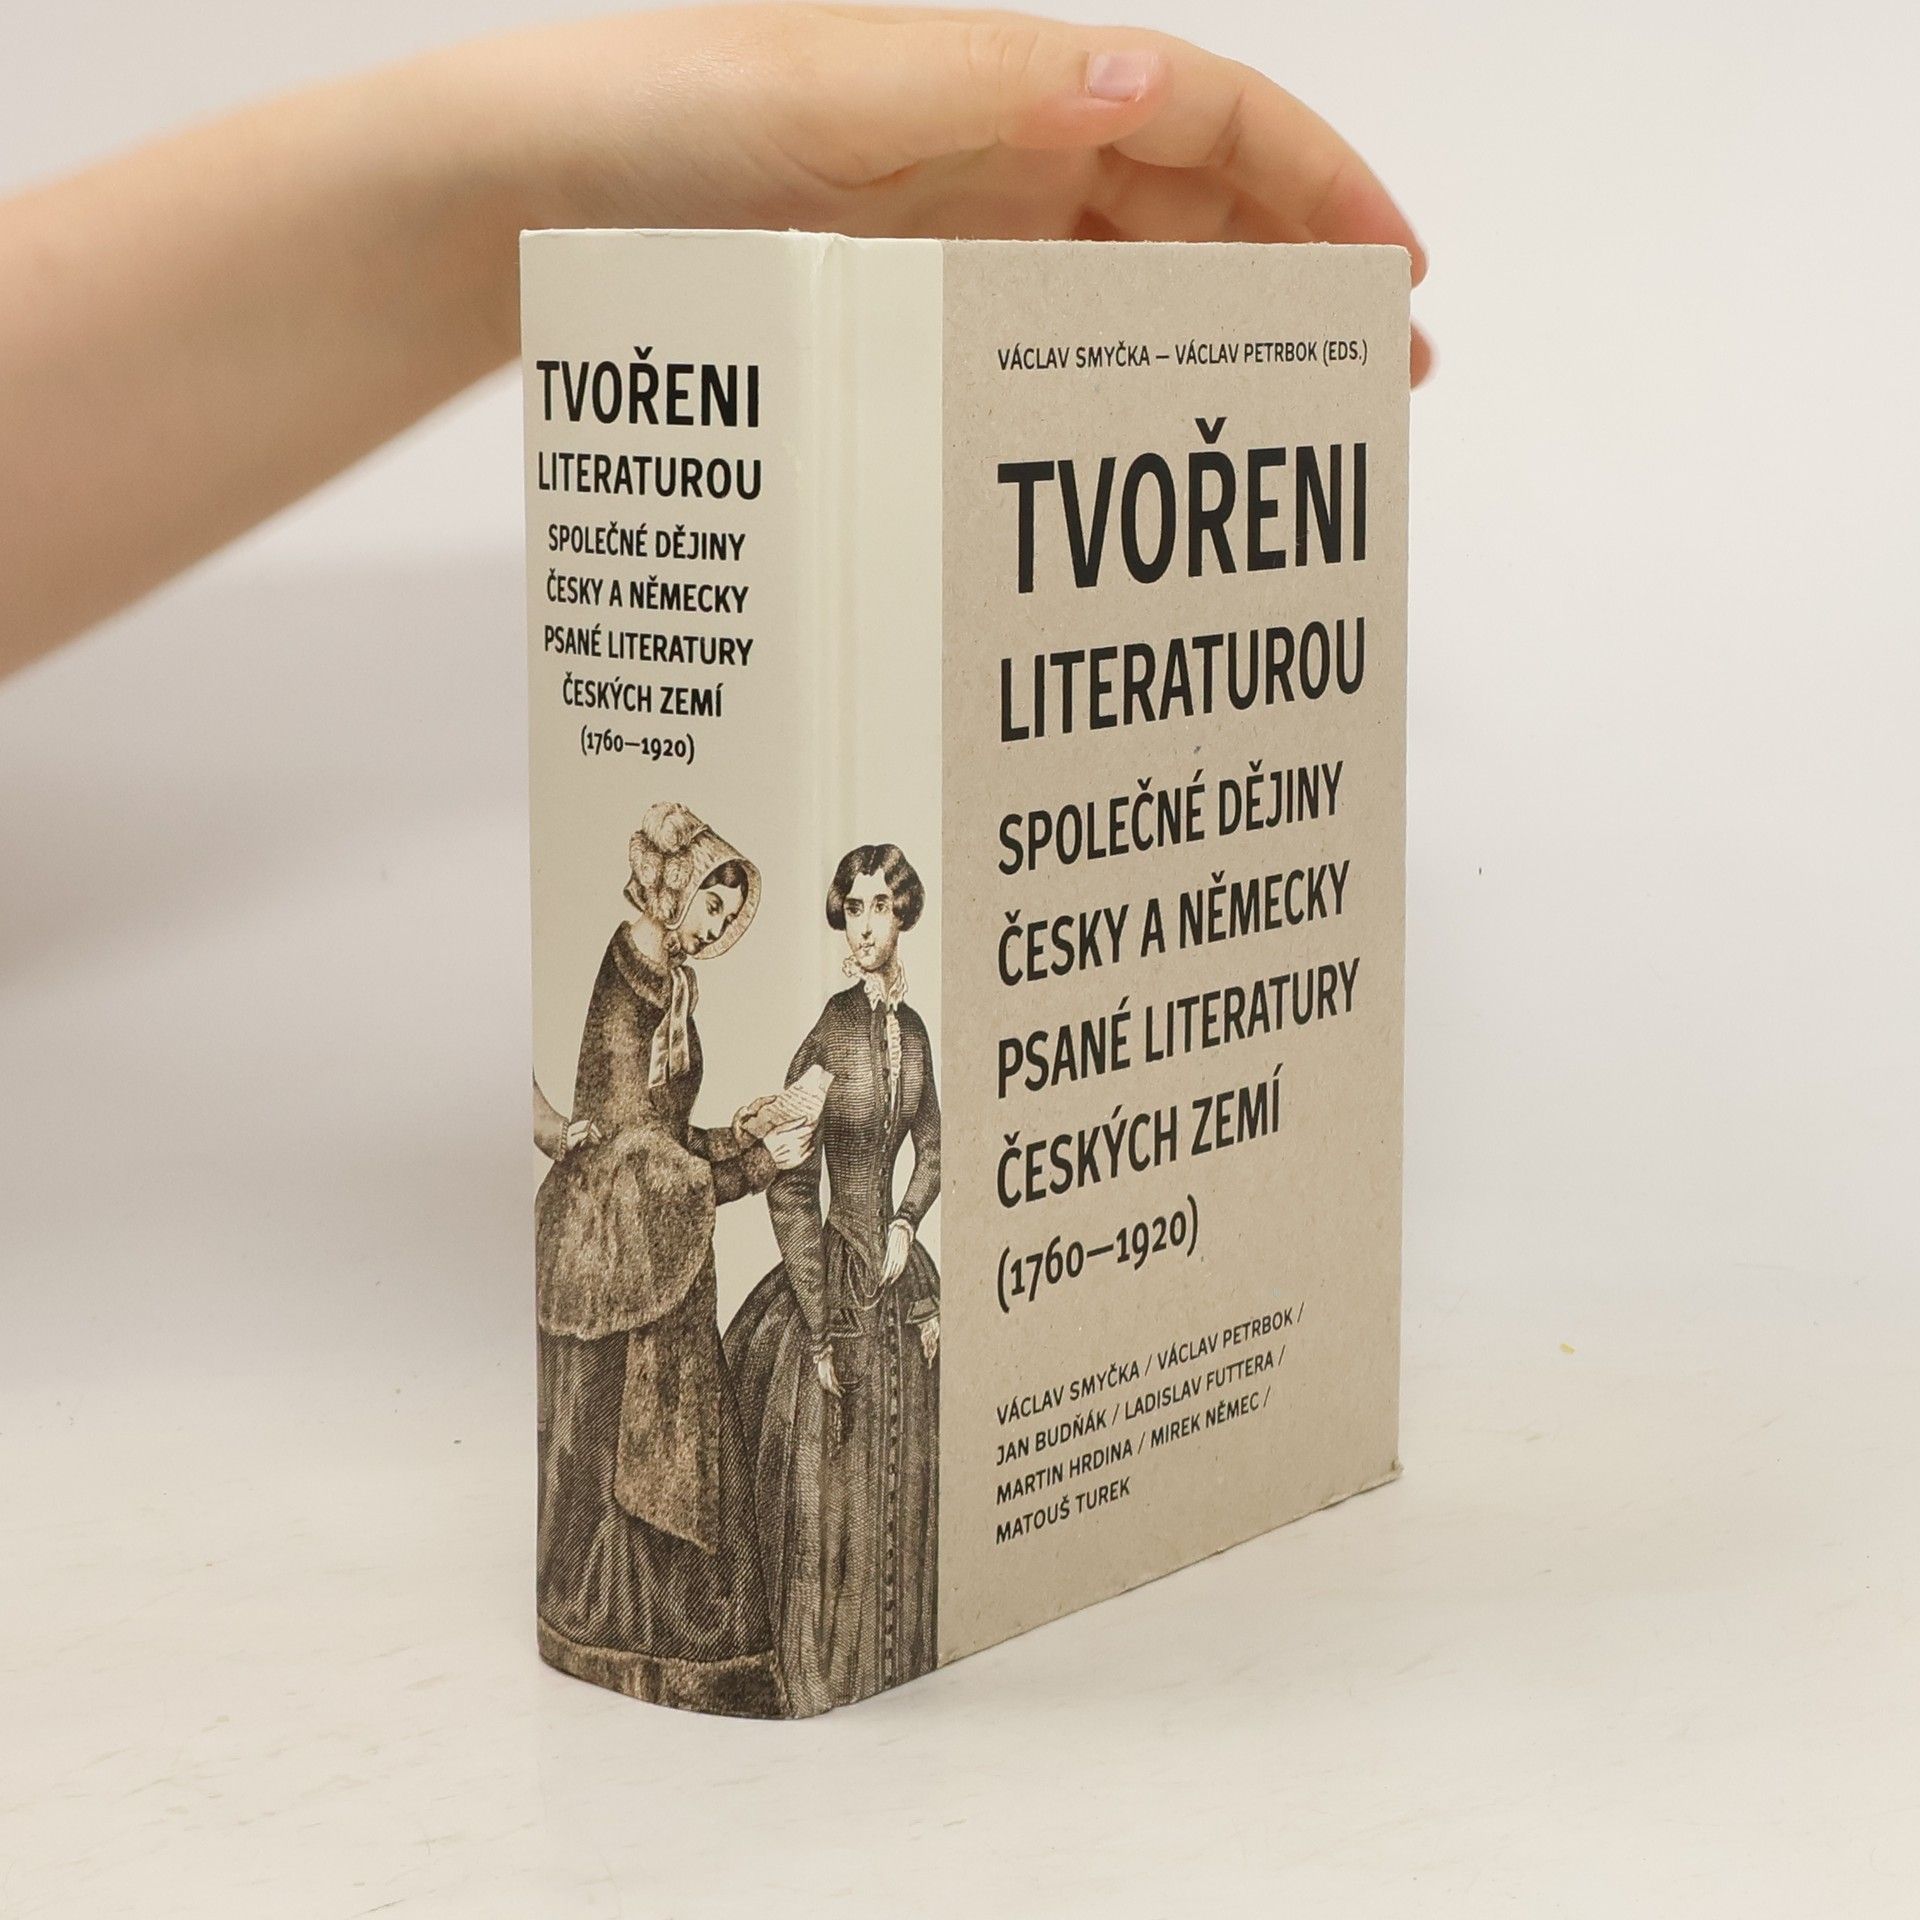 TVOŘENI
LITERATUROU
SPOLEČNÉ DĚJINY
ČESKY A NĚMECKY
PSANÉ LITERATURY
ČESKÝCH ZEMÍ
(1760—1920)
VÁCLAV SMYČKA — VÁCLAV PETRBOK (EDS.)
TVOŘENI
LITERATUROU
SPOLEČNÉ DĚJINY
ČESKY A NĚMECKY
PSANÉ LITERATURY
ČESKÝCH ZEMÍ
(1760—1920)
VÁCLAV SMYČKA / VÁCLAV PETRBOK /
JAN BUDŇÁK / LADISLAV FUTTERA /
MARTIN HRDINA / MIREK NĚMEC /
MATOUŠ TUREK